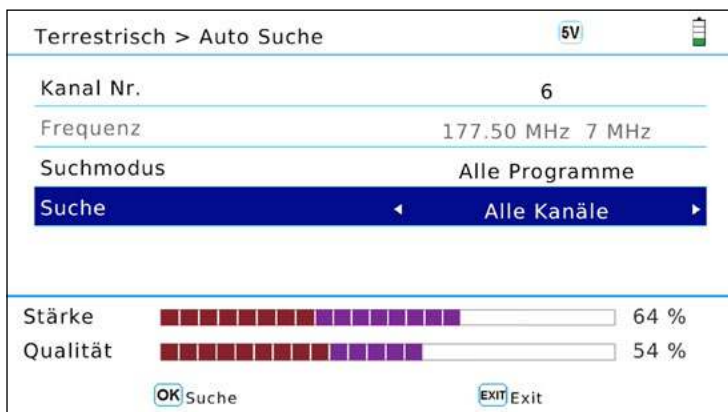 Terrestrisch > Auto Suche 5V
Kanal Nr. 6
Frequenz 177.50 MHz 7 MHz
Suchmodus Alle Programme
Suche Alle Kanäle
Stärke 64 %
Qualität 54 %
OK Suche EXIT Exit